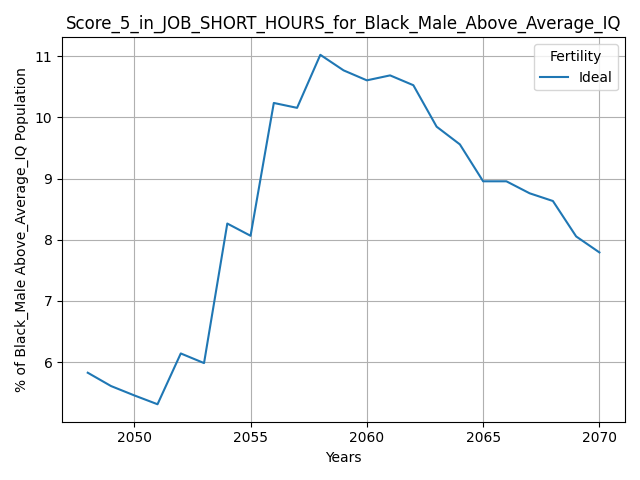 Score_5_in_JOB_SHORT_HOURS_for_Black_Male_Above_Average_IQ
Fertility
Ideal
% of Black_Male Above_Average_IQ Population
11
10
9
8
7
6
2050
2055
2060
2065
2070
Years